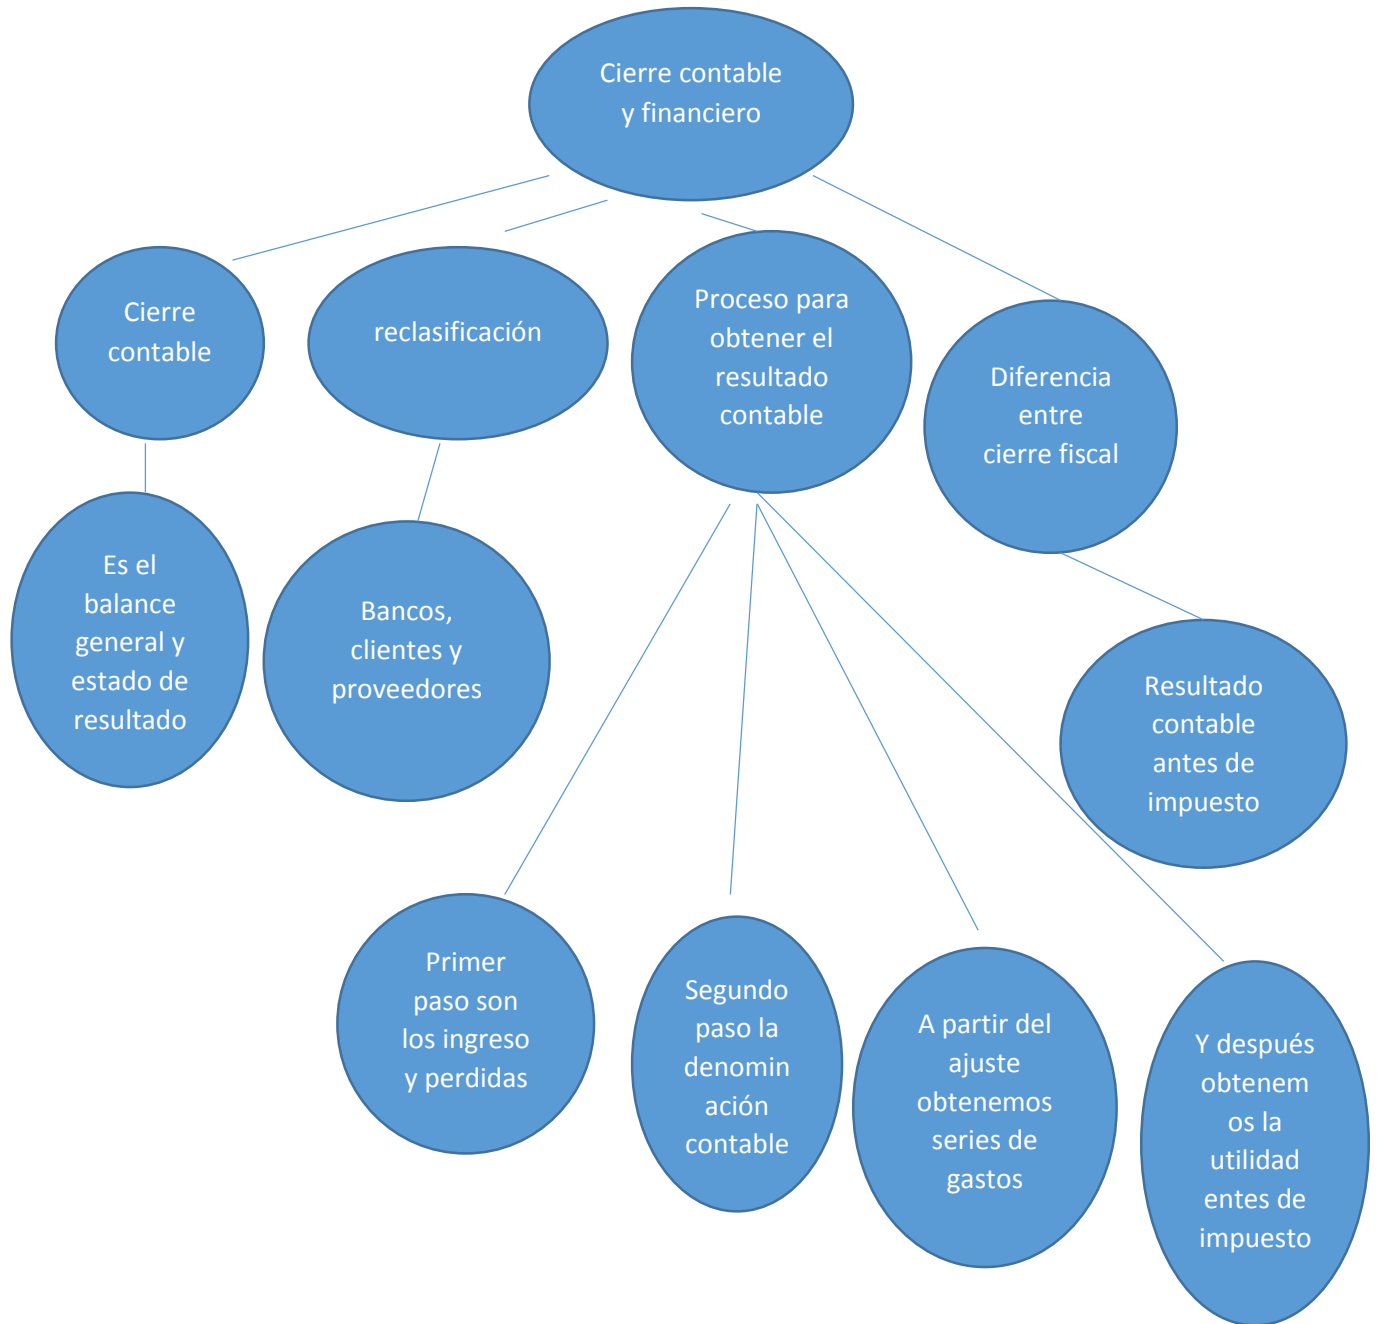 Cierre contable
y financiero
Cierre
contable
reclasificación
Proceso para
obtener el
resultado
contable
Diferencia
entre
cierre fiscal
Es el
balance
general y
estado de
resultado
Bancos,
clientes y
proveedores
Resultado
contable
antes de
impuesto
Primer
paso son
los ingreso
y perdidas
Segundo
paso la
denomin
ación
contable
A partir del
ajuste
obtenemos
series de
gastos
Y después
obtenem
os la
utilidad
entes de
impuesto